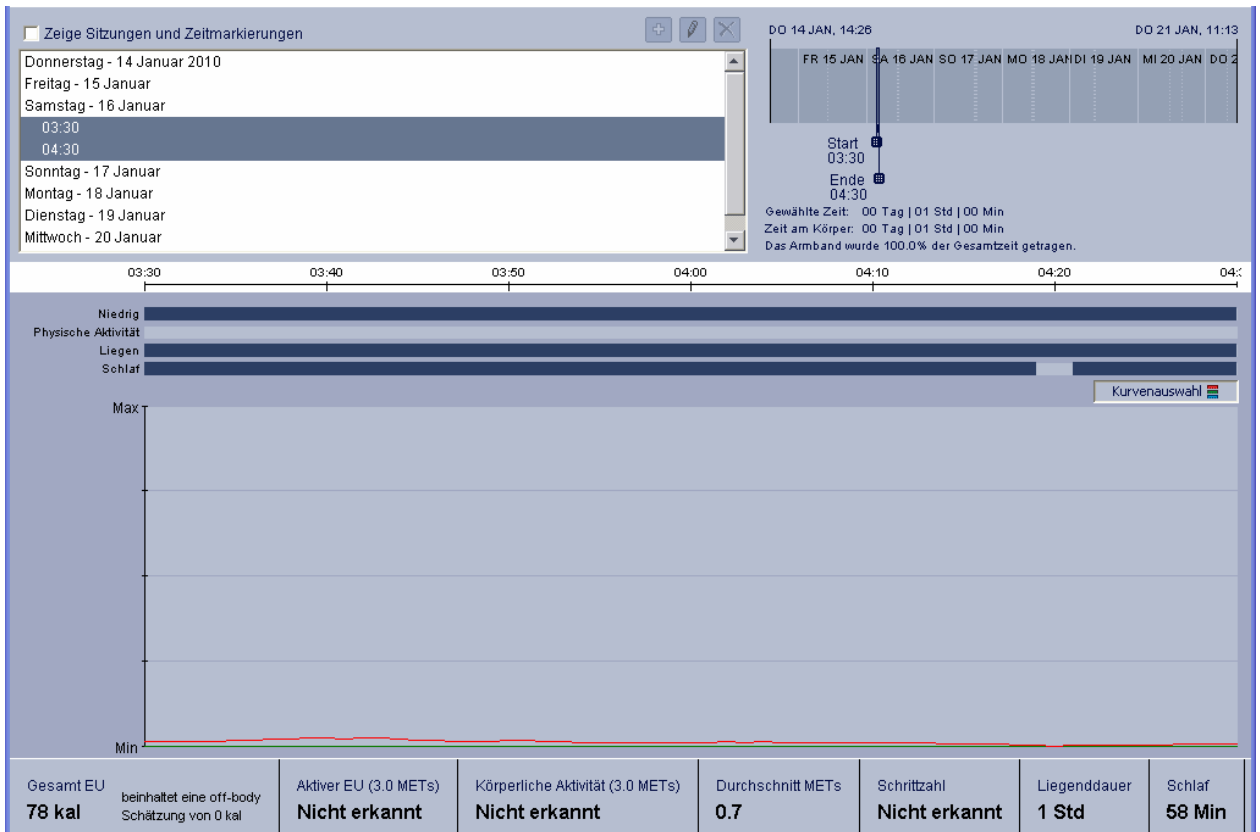 Zeige Sitzungen und Zeitmarkierungen
Donnerstag - 14 Januar 2010
Freitag - 15 Januar
Samstag - 16 Januar
03:30
04:30
Sonntag - 17 Januar
Montag - 18 Januar
Dienstag - 19 Januar
Mittwoch - 20 Januar
DO 14 JAN, 14:26 DO 21 JAN, 11:13
FR 15 JAN SA 16 JAN SO 17 JAN MO 18 JAN DI 19 JAN MI 20 JAN DO 2
Start
03:30
Ende
04:30
Gewählte Zeit: 00 Tag | 01 Std | 00 Min
Zeit am Körper: 00 Tag | 01 Std | 00 Min
Das Armband wurde 100.0% der Gesamtzeit getragen.
03:30 03:40 03:50 04:00 04:10 04:20 04:
Niedrig
Physische Aktivität
Liegen
Schlaf
Kurvenauswahl
Max
Min
Gesamt EU
78 kal
beinhaltet eine off-body
Schätzung von 0 kal
Aktiver EU (3.0 METs)
Nicht erkannt
Körperliche Aktivität (3.0 METs)
Nicht erkannt
Durchschnitt METs
0.7
Schrittzahl
Nicht erkannt
Liegenddauer
1 Std
Schlaf
58 Min